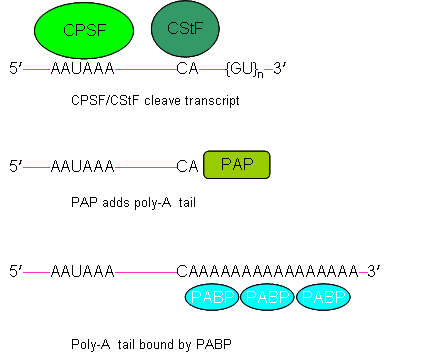 CPSF CStF
5′ AAUAAA CA {GU}n 3′
CPSF/CStF cleave transcript
5′ AAUAAA CA PAP
PAP adds poly-A tail
5′ AAUAAA CAAAAAAAAAAAAAAAA 3′
PABP PABP PABP
Poly-A tail bound by PABP